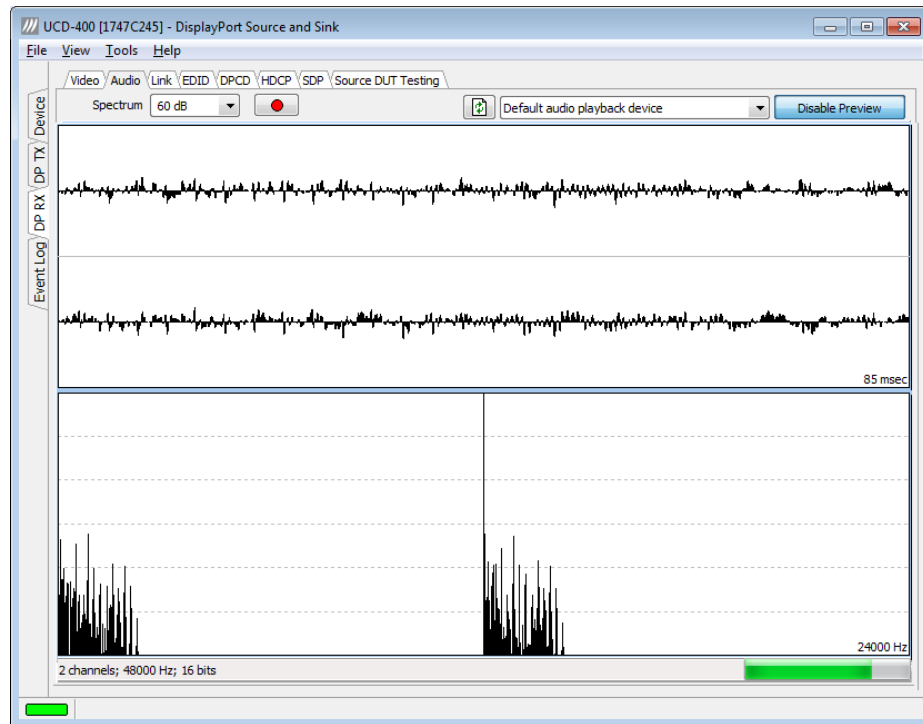 UCD-400 [1747C245] - DisplayPort Source and Sink
File View Tools Help
Video Audio Link EDID DPCD HDCP SDP Source DUT Testing
Spectrum 60 dB Default audio playback device Disable Preview
Device
DP TX
DP RX
Event Log
85 msec
24000 Hz
2 channels; 48000 Hz; 16 bits